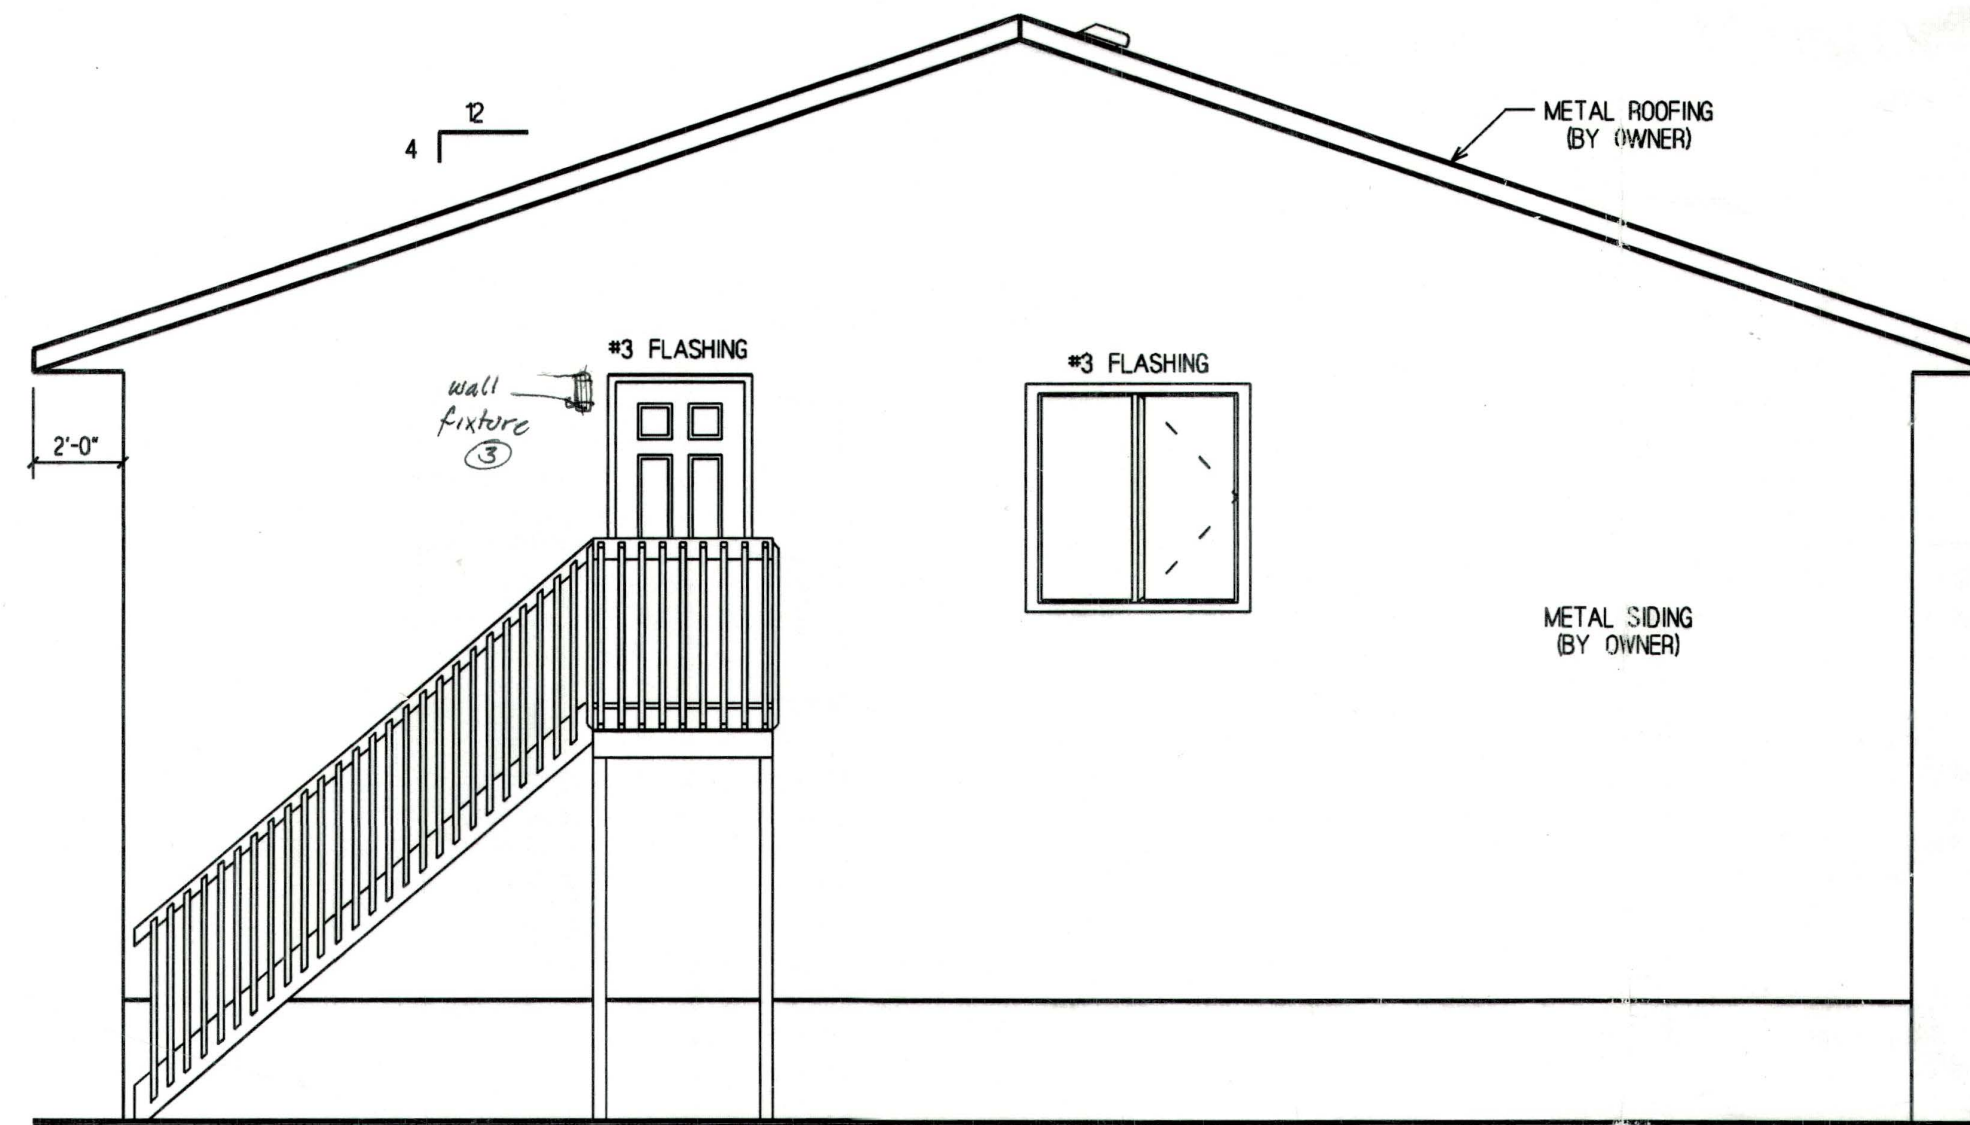 12
4
METAL ROOFING
(BY OWNER)
#3 FLASHING
#3 FLASHING
wall
fixture
3
2'-0"
METAL SIDING
(BY OWNER)